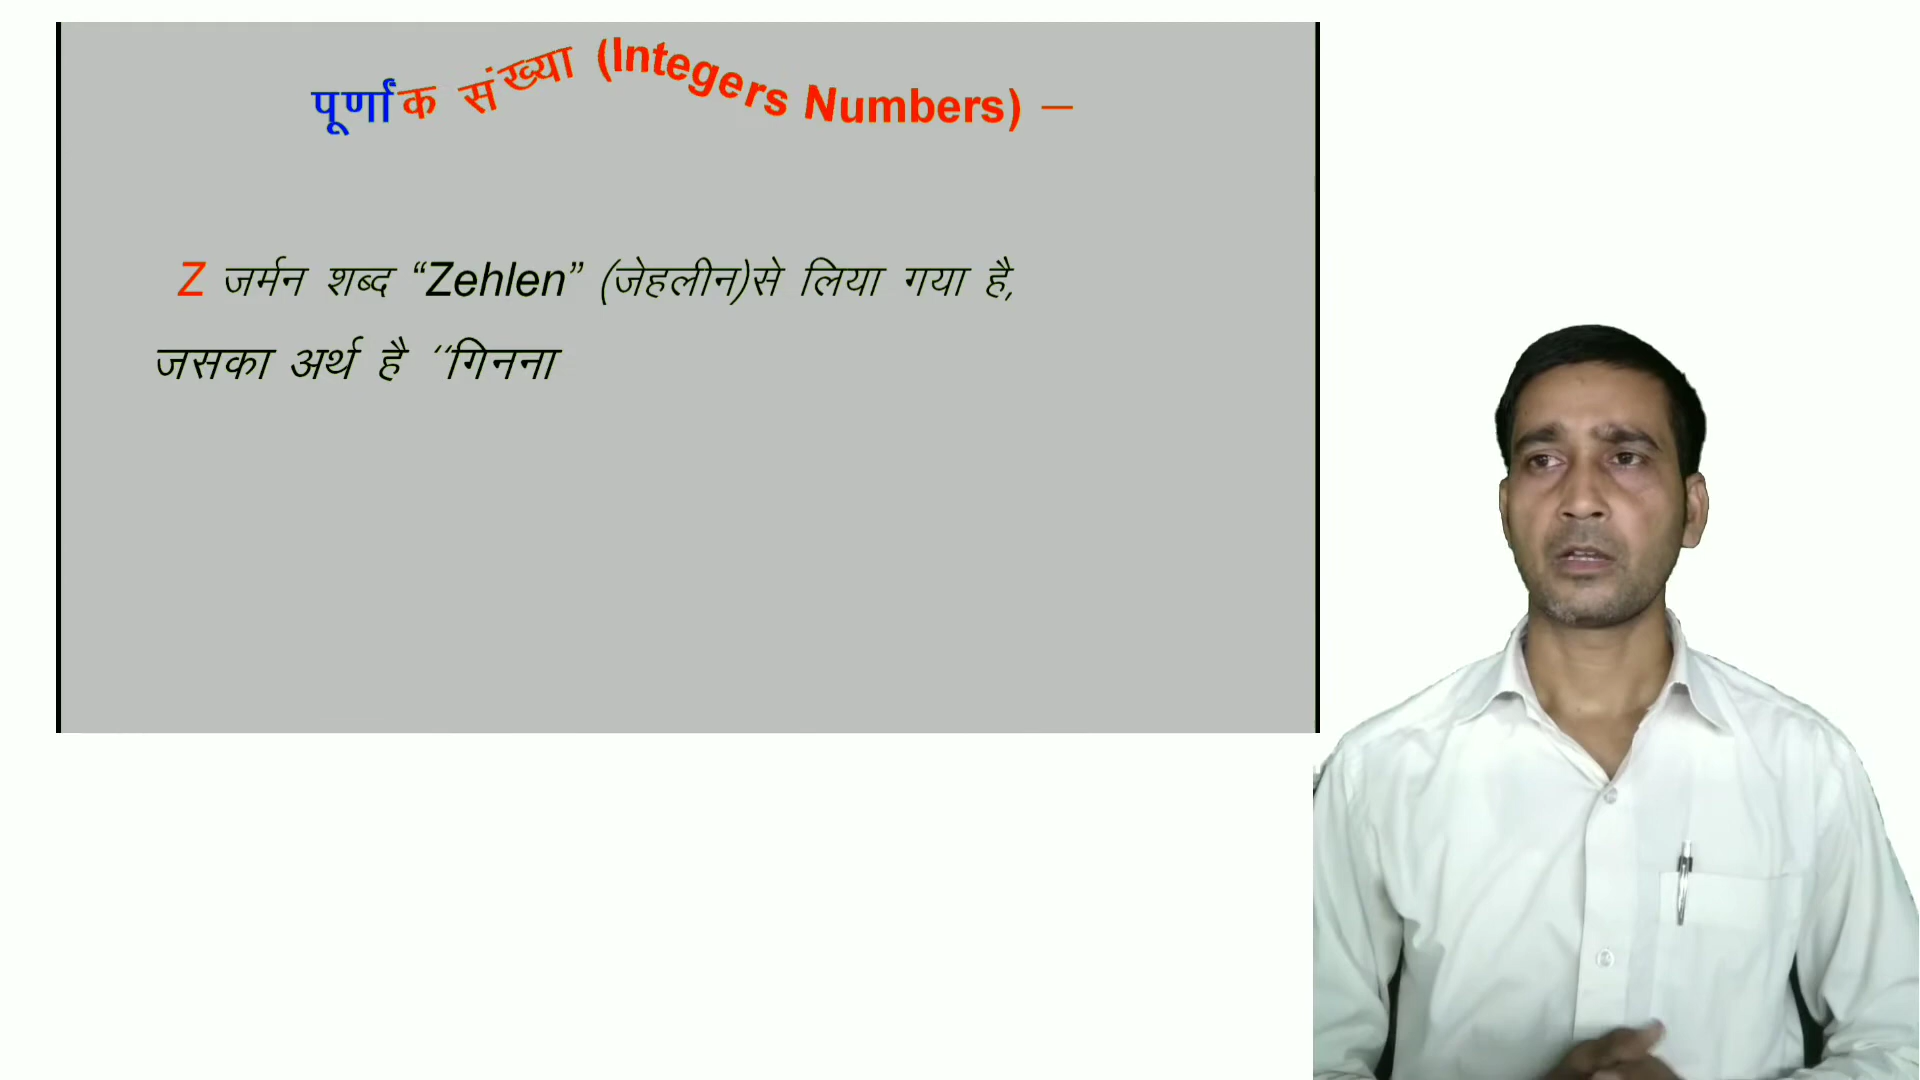 पूर्णांक संख्या (Integers Numbers) –
Z जर्मन शब्द “Zehlen” (जेहलीन)से लिया गया है,
जसका अर्थ है ‘‘गिनना